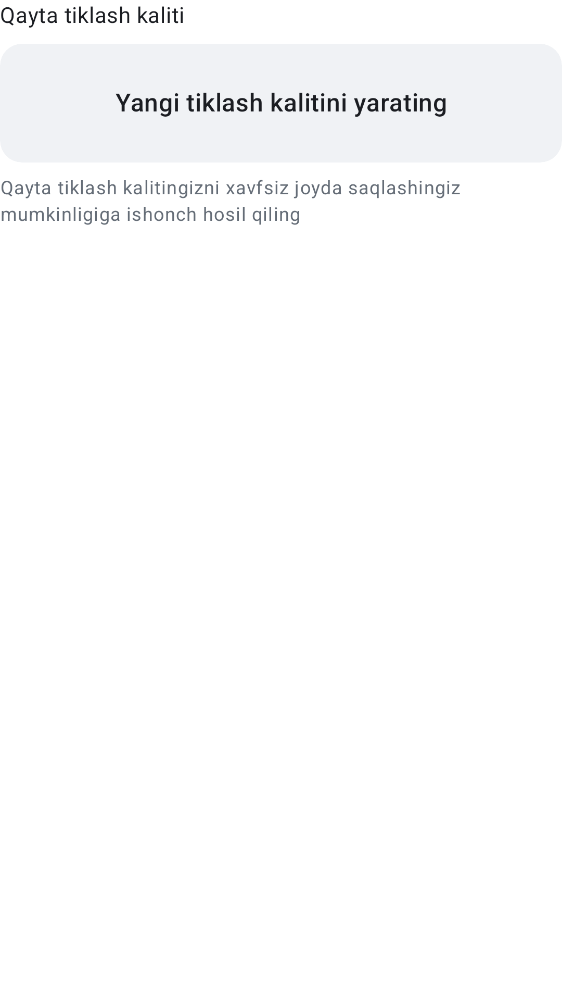 Qayta tiklash kaliti
Yangi tiklash kalitini yarating
Qayta tiklash kalitingizni xavfsiz joyda saqlashingiz
mumkinligiga ishonch hosil qiling